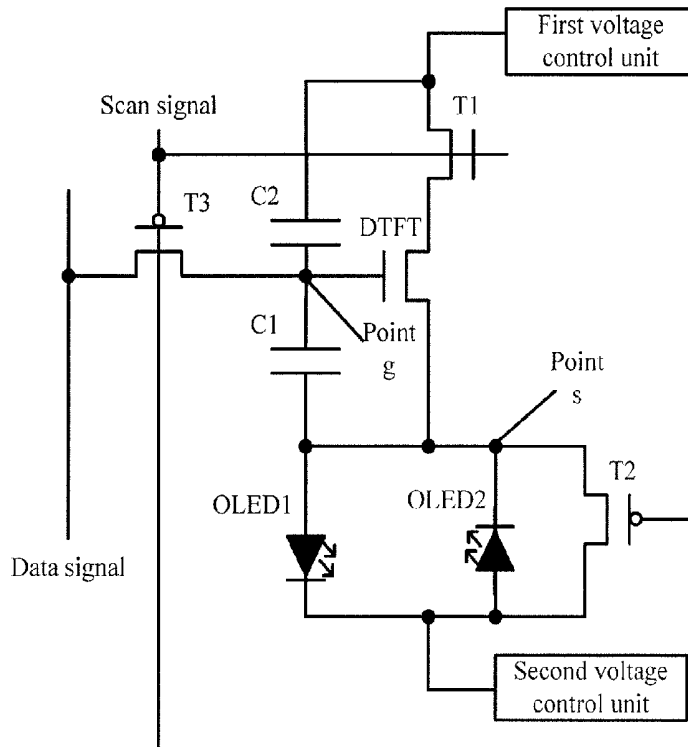 First voltage
control unit
Scan signal
T1
T3
C2
DTFT
C1
Point
g
Point
s
T2
OLED1
OLED2
Data signal
Second voltage
control unit